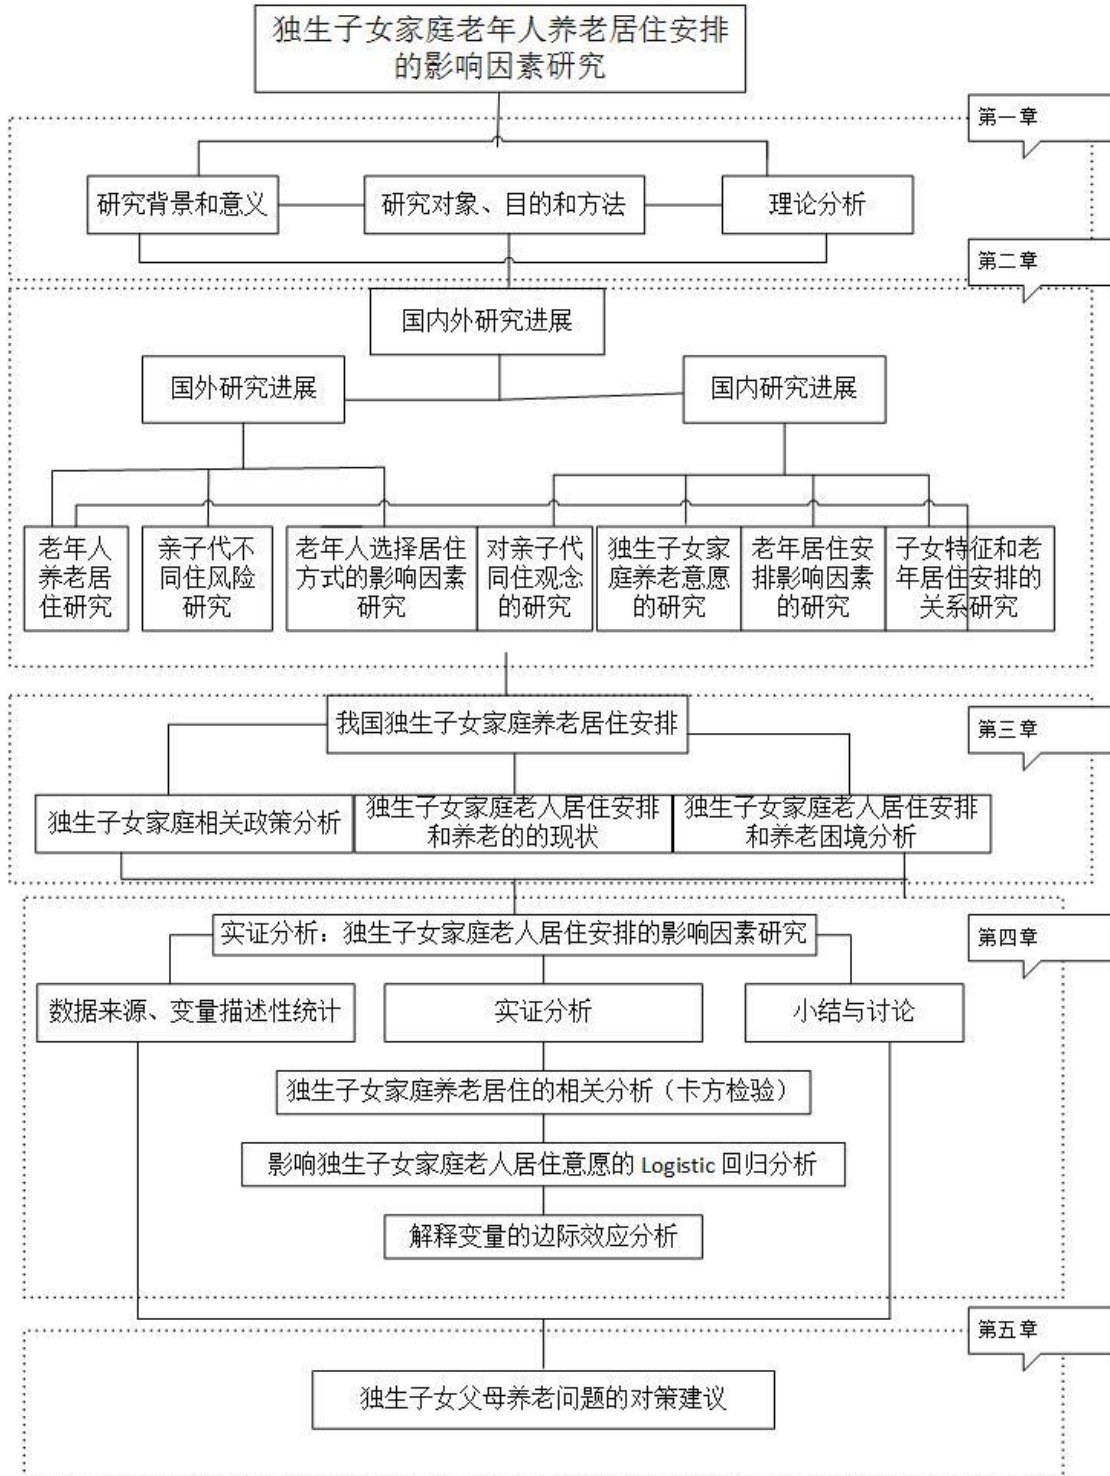 独生子女家庭老年人养老居住安排
的影响因素研究
第一章
研究背景和意义
研究对象、目的和方法
理论分析
第二章
国内外研究进展
国外研究进展
国内研究进展
老年人
养老居
住研究
亲子代不
同住风险
研究
老年人选择居住
方式的影响因素
研究
对亲子代
同住观念
的研究
独生子女家
庭养老意愿
的研究
老年居住安
排影响因素
的研究
子女特征和老
年居住安排的
关系研究
我国独生子女家庭养老居住安排
第三章
独生子女家庭相关政策分析
独生子女家庭老人居住安排
和养老的的现状
独生子女家庭老人居住安排
和养老困境分析
实证分析：独生子女家庭老人居住安排的影响因素研究
第四章
数据来源、变量描述性统计
实证分析
小结与讨论
独生子女家庭养老居住的相关分析（卡方检验）
影响独生子女家庭老人居住意愿的 Logistic 回归分析
解释变量的边际效应分析
第五章
独生子女父母养老问题的对策建议